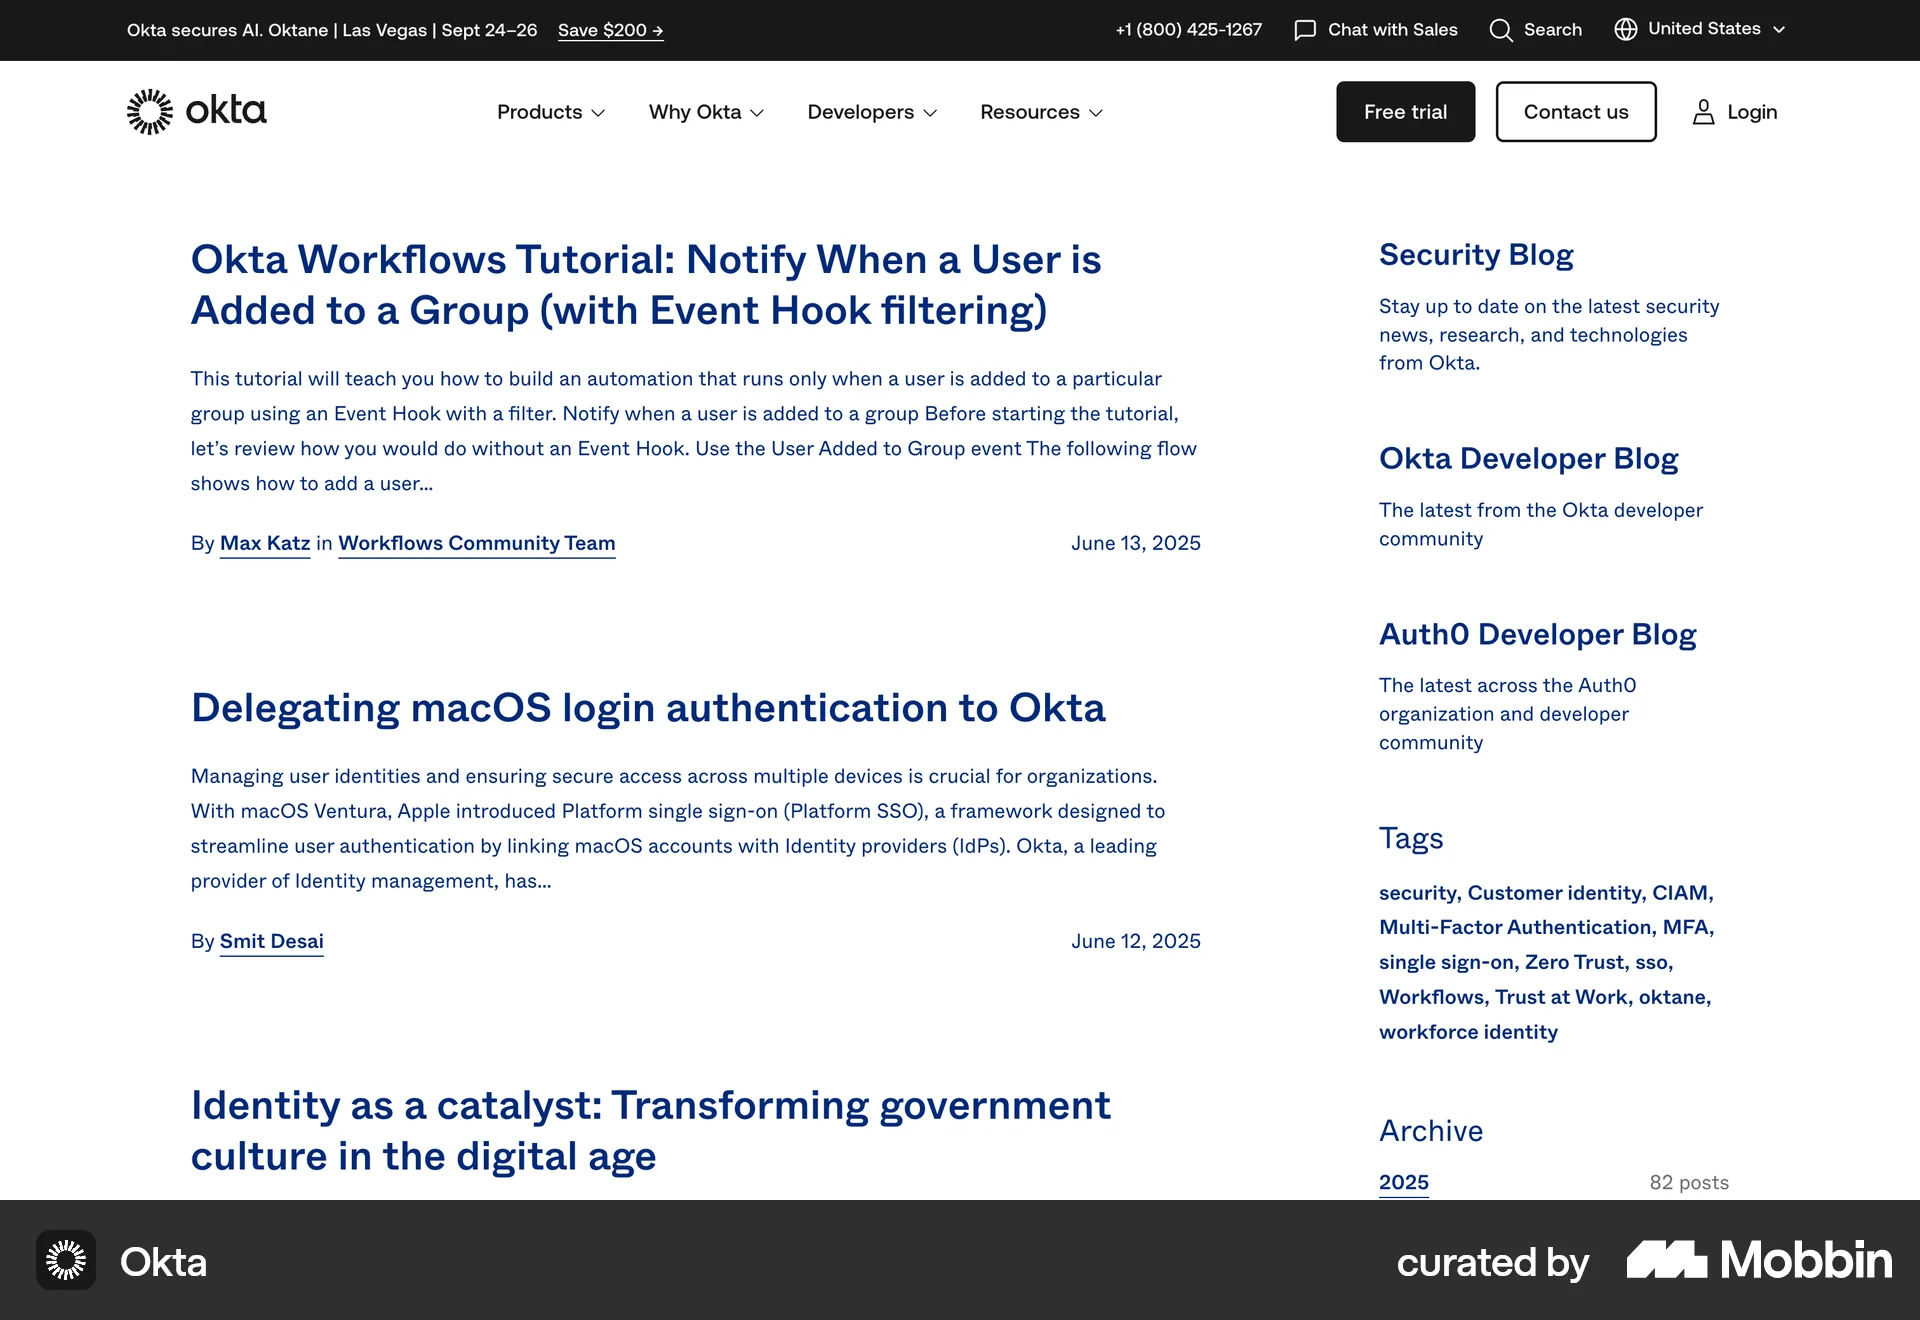 Okta secures AI. Oktane | Las Vegas | Sept 24–26 Save $200 →
+1 (800) 425-1267 Chat with Sales Search United States
okta Products Why Okta Developers Resources Free trial Contact us Login
Okta Workflows Tutorial: Notify When a User is
Added to a Group (with Event Hook filtering)
This tutorial will teach you how to build an automation that runs only when a user is added to a particular
group using an Event Hook with a filter. Notify when a user is added to a group Before starting the tutorial,
let’s review how you would do without an Event Hook. Use the User Added to Group event The following flow
shows how to add a user...
By Max Katz in Workflows Community Team June 13, 2025
Delegating macOS login authentication to Okta
Managing user identities and ensuring secure access across multiple devices is crucial for organizations.
With macOS Ventura, Apple introduced Platform single sign-on (Platform SSO), a framework designed to
streamline user authentication by linking macOS accounts with Identity providers (IdPs). Okta, a leading
provider of Identity management, has...
By Smit Desai June 12, 2025
Identity as a catalyst: Transforming government
culture in the digital age
Security Blog
Stay up to date on the latest security
news, research, and technologies
from Okta.
Okta Developer Blog
The latest from the Okta developer
community
Auth0 Developer Blog
The latest across the Auth0
organization and developer
community
Tags
security, Customer identity, CIAM,
Multi-Factor Authentication, MFA,
single sign-on, Zero Trust, sso,
Workflows, Trust at Work, oktane,
workforce identity
Archive
2025 82 posts
Okta curated by Mobbin